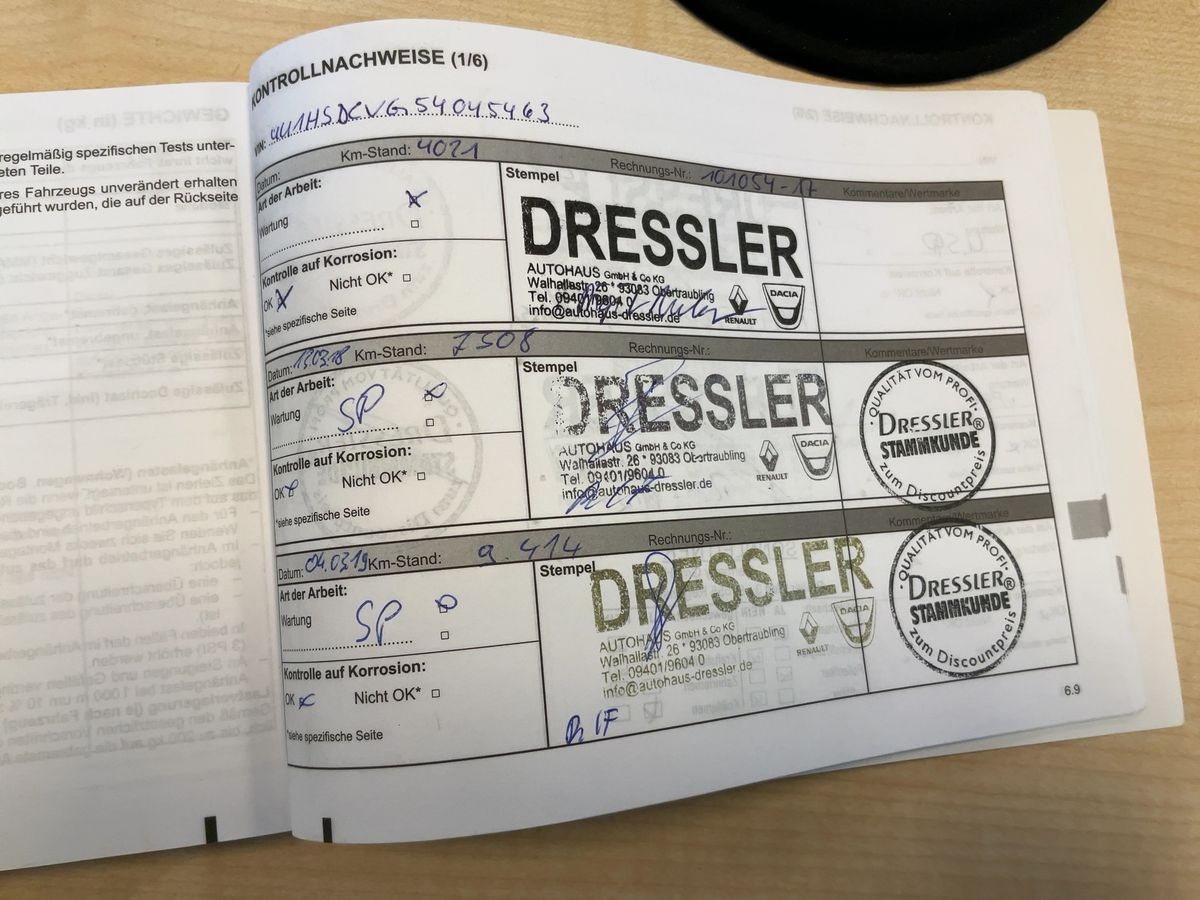 regelmäßig spezifischen Tests unter-
eten Teile.
res Fahrzeugs unverändert erhalten
geführt wurden, die auf der Rückseite
KONTROLLNACHWEISE (1/6)
VIN: UU1HSDCVG54045463
Datum: Km-Stand: 4021 Rechnungs-Nr.: 101054-17 Kommentare/Wertmarke
Art der Arbeit:
Wartung
Kontrolle auf Korrosion:
OK Nicht OK*
*siehe spezifische Seite
Stempel
DRESSLER
AUTOHAUS GmbH & Co KG
Walhallastr. 26 * 93083 Obertraubling
Tel. 09401/9604 0
info@autohaus-dressler.de
RENAULT
DACIA
Datum: 13.03.18 Km-Stand: 7508 Rechnungs-Nr.: Kommentare/Wertmarke
Art der Arbeit:
Wartung SP
Kontrolle auf Korrosion:
OK Nicht OK*
*siehe spezifische Seite
Stempel
DRESSLER
AUTOHAUS GmbH & Co KG
Walhallastr. 26 * 93083 Obertraubling
Tel. 09401/9604 0
info@autohaus-dressler.de
RENAULT
DACIA
QUALITÄT VOM PROFI
DRESSLER®
STAMMKUNDE
zum Discountpreis
Datum: 04.03.19 Km-Stand: 9.414 Rechnungs-Nr.: Kommentare/Wertmarke
Art der Arbeit:
Wartung SP
Kontrolle auf Korrosion:
OK Nicht OK*
*siehe spezifische Seite
Stempel
DRESSLER
AUTOHAUS GmbH & Co KG
Walhallastr. 26 * 93083 Obertraubling
Tel. 09401/9604 0
info@autohaus-dressler.de
RENAULT
DACIA
QUALITÄT VOM PROFI
DRESSLER®
STAMMKUNDE
zum Discountpreis
6.9